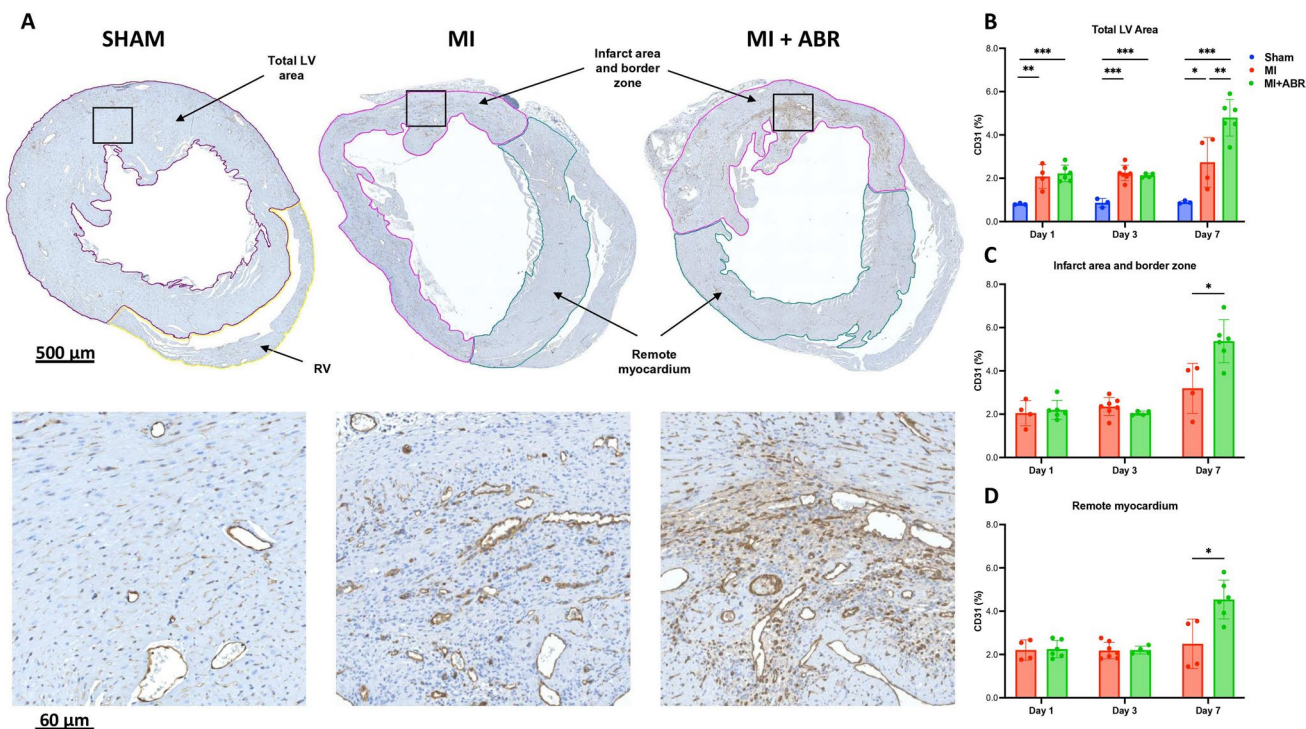 A
SHAM
MI
MI + ABR
Total LV
area
Infarct area
and border
zone
500 µm
RV
Remote
myocardium
60 µm
B
Total LV Area
8.0
6.0
4.0
2.0
0.0
CD31 (%)
***
**
***
***
***
*
**
Sham
MI
MI+ABR
Day 1
Day 3
Day 7
C
Infarct area and border zone
8.0
6.0
4.0
2.0
0.0
CD31 (%)
*
Day 1
Day 3
Day 7
D
Remote myocardium
8.0
6.0
4.0
2.0
0.0
CD31 (%)
*
Day 1
Day 3
Day 7